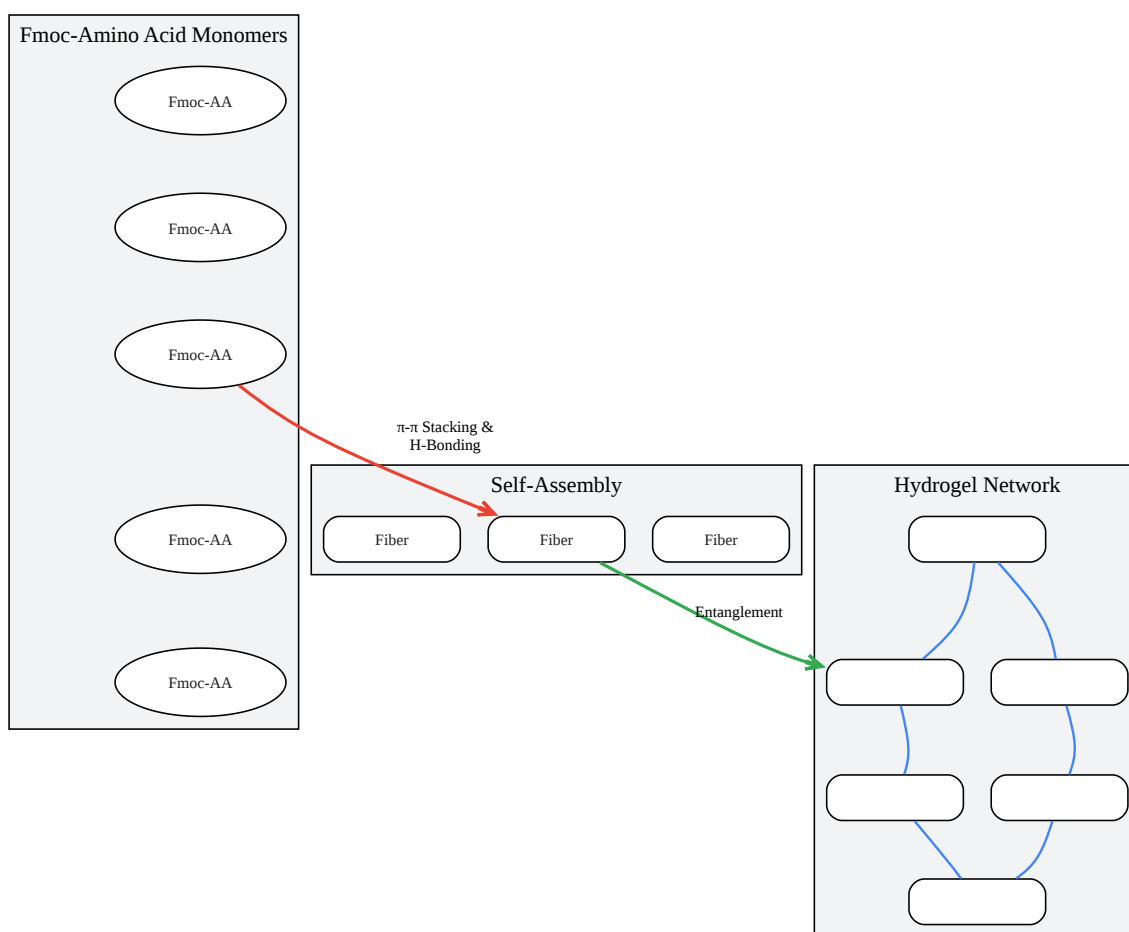 Fmoc-Amino Acid Monomers
Fmoc-AA
Fmoc-AA
Fmoc-AA
Fmoc-AA
Fmoc-AA
π-π Stacking &
H-Bonding
Self-Assembly
Fiber
Fiber
Fiber
Entanglement
Hydrogel Network